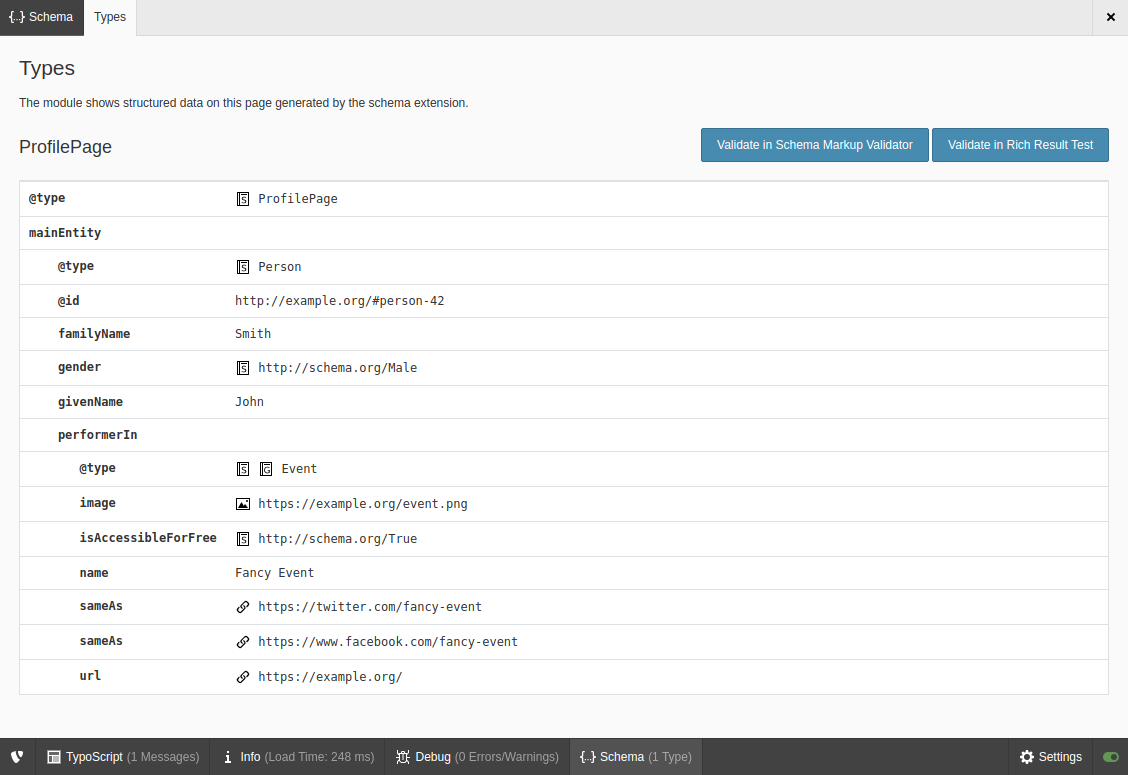 {...} Schema Types ×
Types
The module shows structured data on this page generated by the schema extension.
ProfilePage Validate in Schema Markup Validator Validate in Rich Result Test
@type S ProfilePage
mainEntity
@type S Person
@id http://example.org/#person-42
familyName Smith
gender S http://schema.org/Male
givenName John
performerIn
@type S G Event
image https://example.org/event.png
isAccessibleForFree S http://schema.org/True
name Fancy Event
sameAs https://twitter.com/fancy-event
sameAs https://www.facebook.com/fancy-event
url https://example.org/
TypoScript (1 Messages) i Info (Load Time: 248 ms) Debug (0 Errors/Warnings) {...} Schema (1 Type) Settings